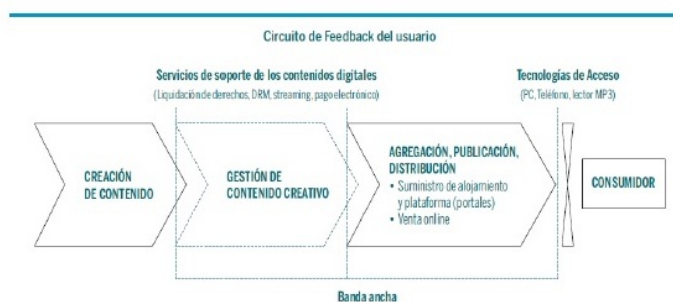 Circuito de Feedback del usuario
Servicios de soporte de los contenidos digitales
(Liquidación de derechos, DRM, streaming, pago electrónico)
Tecnologías de Acceso
(PC, Teléfono, lector MP3)
CREACIÓN
DE CONTENIDO
GESTIÓN DE
CONTENIDO CREATIVO
AGREGACIÓN, PUBLICACIÓN,
DISTRIBUCIÓN
• Suministro de alojamiento
y plataforma (portales)
• Venta online
CONSUMIDOR
Banda ancha